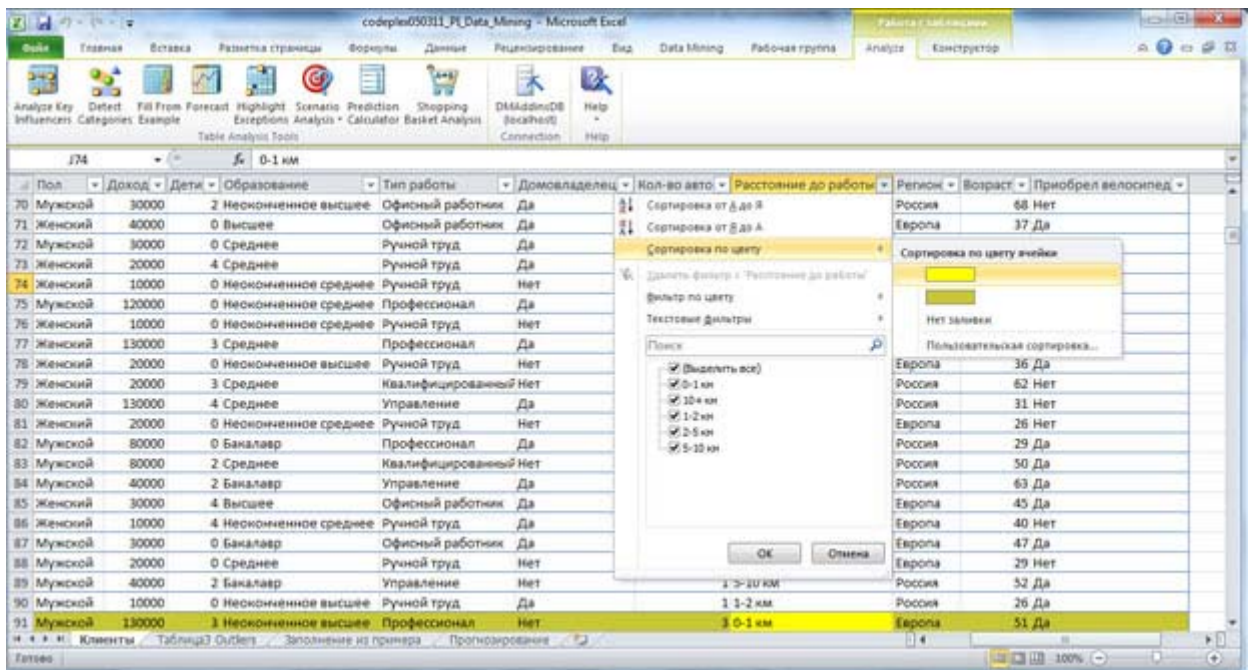 codeplex050311_PI_Data_Mining - Microsoft Excel
Работа с таблицами
Файл Главная Вставка Разметка страницы Формулы Данные Рецензирование Вид Data Mining Рабочая группа Analyze Конструктор
Analyze Key Influencers
Detect Categories
Fill From Example
Forecast
Highlight Exceptions
Scenario Analysis
Prediction Calculator
Shopping Basket Analysis
DMAddinsDB (localhost)
Help
Table Analysis Tools
Connection
Help
J74 fx 0-1 км
Пол Доход Дети Образование Тип работы Домовладелец Кол-во авто Расстояние до работы Регион Возраст Приобрел велосипед
70 Мужской 30000 2 Неоконченное высшее Офисный работник Да Россия 68 Нет
71 Женский 40000 0 Высшее Офисный работник Да Европа 37 Да
72 Мужской 30000 0 Среднее Ручной труд Да
73 Женский 20000 4 Среднее Ручной труд Да
74 Женский 10000 0 Неоконченное среднее Ручной труд Нет
75 Мужской 120000 0 Неоконченное среднее Профессионал Да
76 Женский 10000 0 Неоконченное среднее Ручной труд Нет
77 Женский 130000 3 Среднее Профессионал Да
78 Женский 20000 0 Неоконченное высшее Ручной труд Нет Европа 36 Да
79 Женский 20000 3 Среднее Квалифицированный Нет Россия 62 Нет
80 Женский 130000 4 Среднее Управление Да Россия 31 Нет
81 Женский 20000 0 Неоконченное среднее Ручной труд Нет Европа 26 Нет
82 Мужской 80000 0 Бакалавр Профессионал Да Россия 29 Да
83 Мужской 80000 2 Среднее Квалифицированный Нет Россия 50 Да
84 Мужской 40000 2 Бакалавр Управление Да Россия 63 Да
85 Женский 30000 4 Высшее Офисный работник Да Европа 45 Да
86 Женский 10000 4 Неоконченное среднее Ручной труд Да Европа 40 Нет
87 Мужской 30000 0 Бакалавр Офисный работник Да Европа 47 Да
88 Мужской 20000 0 Среднее Ручной труд Нет Европа 29 Нет
89 Мужской 40000 2 Бакалавр Управление Нет 1 5-10 км Россия 52 Да
90 Мужской 10000 0 Неоконченное высшее Ручной труд Да 1 1-2 км Россия 26 Да
91 Мужской 130000 3 Неоконченное высшее Профессионал Нет 3 0-1 км Европа 51 Да
Сортировка от А до Я
Сортировка от Я до А
Сортировка по цвету
Удалить фильтр с "Расстояние до работы"
Фильтр по цвету
Текстовые фильтры
Поиск
(Выделить все)
0-1 км
10+ км
1-2 км
2-5 км
5-10 км
OK Отмена
Сортировка по цвету ячейки
Нет заливки
Пользовательская сортировка...
Клиенты Таблица3 Outliers Заполнение из примера Прогнозирование
Готово 100%